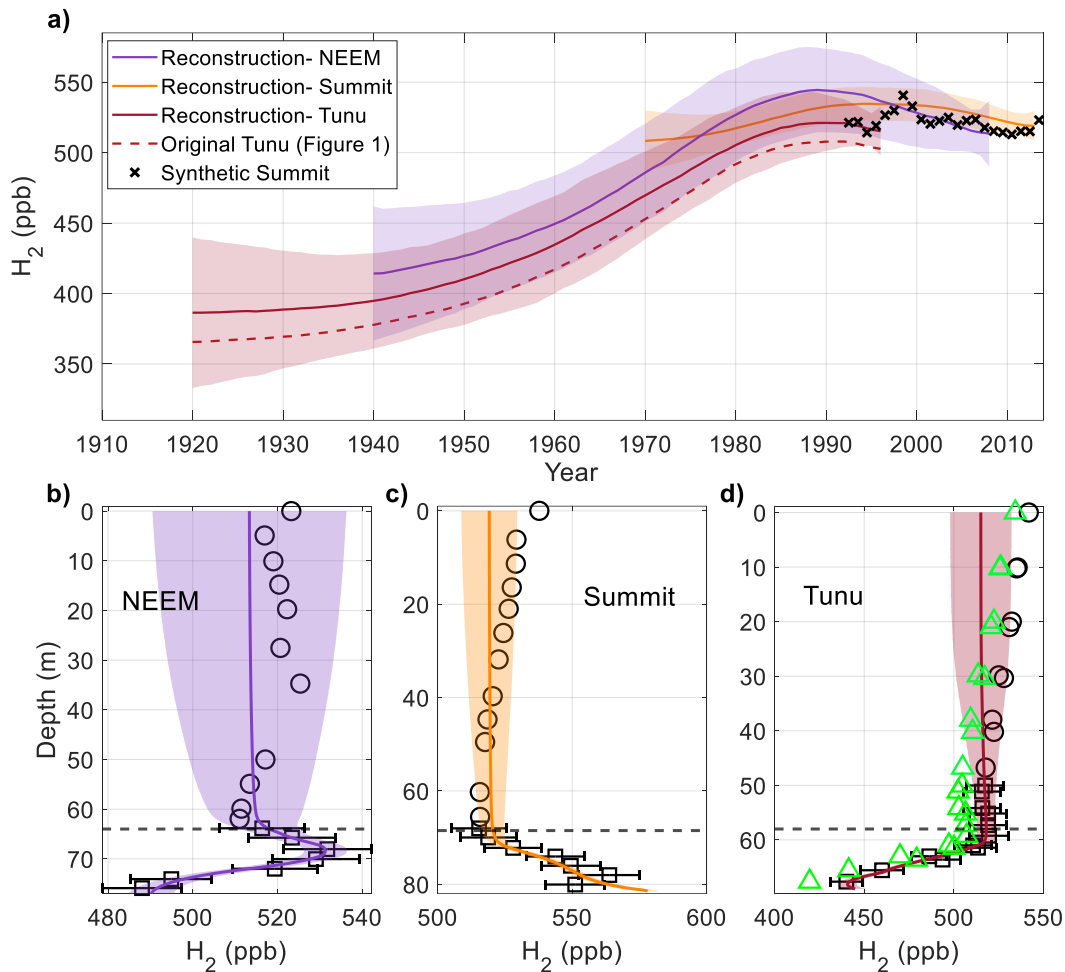 a)
Reconstruction- NEEM
Reconstruction- Summit
Reconstruction- Tunu
Original Tunu (Figure 1)
Synthetic Summit
H2 (ppb)
550
500
450
400
350
1910 1920 1930 1940 1950 1960 1970 1980 1990 2000 2010
Year
b)
NEEM
Depth (m)
0
10
20
30
40
50
60
70
480 500 520 540
H2 (ppb)
c)
Summit
0
20
40
60
80
500 550 600
H2 (ppb)
d)
Tunu
0
10
20
30
40
50
60
400 450 500 550
H2 (ppb)